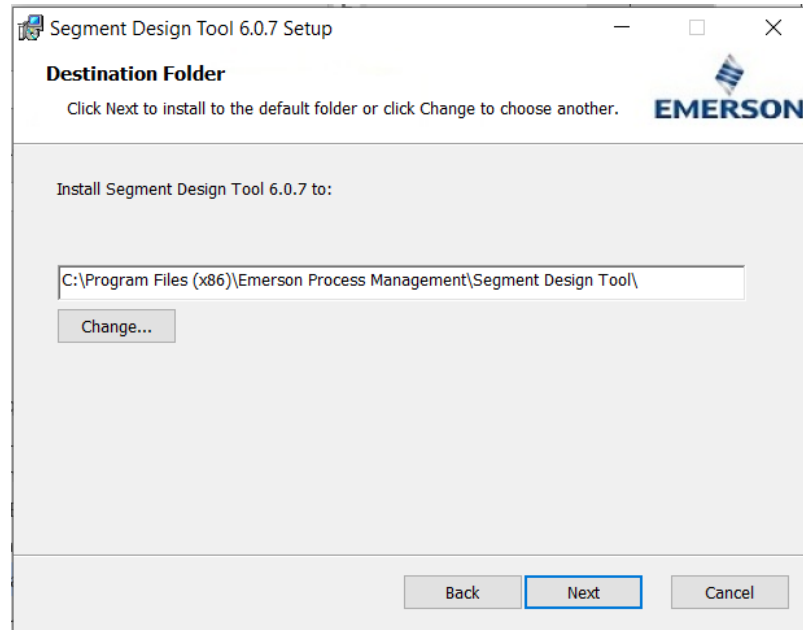 Segment Design Tool 6.0.7 Setup
Destination Folder
Click Next to install to the default folder or click Change to choose another.
EMERSON
Install Segment Design Tool 6.0.7 to:
C:\Program Files (x86)\Emerson Process Management\Segment Design Tool\
Change...
Back Next Cancel